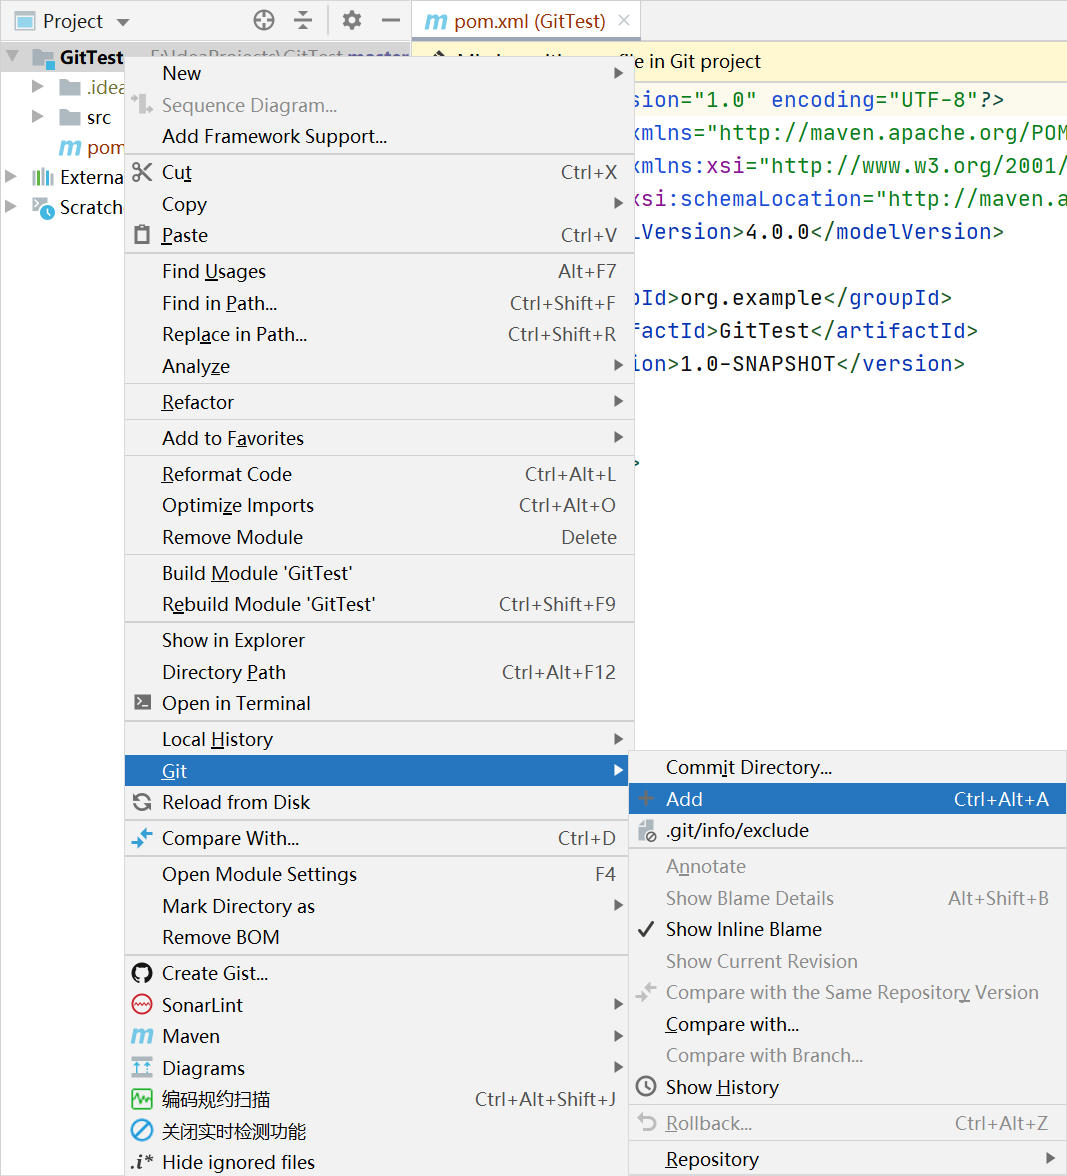 Project
pom.xml (GitTest)
GitTest
file in Git project
.idea
src
pom
Externa
Scratch
sion="1.0" encoding="UTF-8"?>
xmlns="http://maven.apache.org/POM
xmlns:xsi="http://www.w3.org/2001/
xsi:schemaLocation="http://maven.a
lVersion>4.0.0</modelVersion>
pId>org.example</groupId>
ifactId>GitTest</artifactId>
ion>1.0-SNAPSHOT</version>
>
New
Sequence Diagram...
Add Framework Support...
Cut Ctrl+X
Copy
Paste Ctrl+V
Find Usages Alt+F7
Find in Path... Ctrl+Shift+F
Replace in Path... Ctrl+Shift+R
Analyze
Refactor
Add to Favorites
Reformat Code Ctrl+Alt+L
Optimize Imports Ctrl+Alt+O
Remove Module Delete
Build Module 'GitTest'
Rebuild Module 'GitTest' Ctrl+Shift+F9
Show in Explorer
Directory Path Ctrl+Alt+F12
Open in Terminal
Local History
Git
Reload from Disk
Compare With... Ctrl+D
Open Module Settings F4
Mark Directory as
Remove BOM
Create Gist...
SonarLint
Maven
Diagrams
编码规约扫描 Ctrl+Alt+Shift+J
关闭实时检测功能
.i* Hide ignored files
Commit Directory...
Add Ctrl+Alt+A
.git/info/exclude
Annotate
Show Blame Details Alt+Shift+B
Show Inline Blame
Show Current Revision
Compare with the Same Repository Version
Compare with...
Compare with Branch...
Show History
Rollback... Ctrl+Alt+Z
Repository